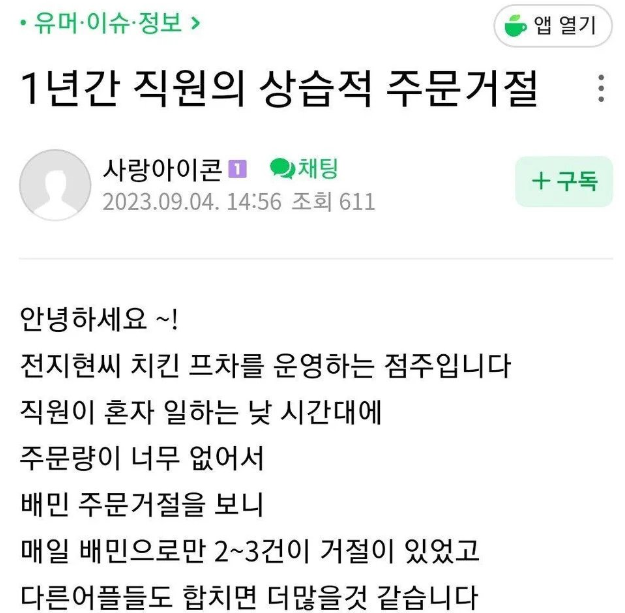 • 유머·이슈·정보 >
앱 열기
1년간 직원의 상습적 주문거절
사랑아이콘 1 채팅
2023.09.04. 14:56 조회 611
+ 구독
안녕하세요 ~!
전지현씨 치킨 프차를 운영하는 점주입니다
직원이 혼자 일하는 낮 시간대에
주문량이 너무 없어서
배민 주문거절을 보니
매일 배민으로만 2~3건이 거절이 있었고
다른어플들도 합치면 더많을것 같습니다